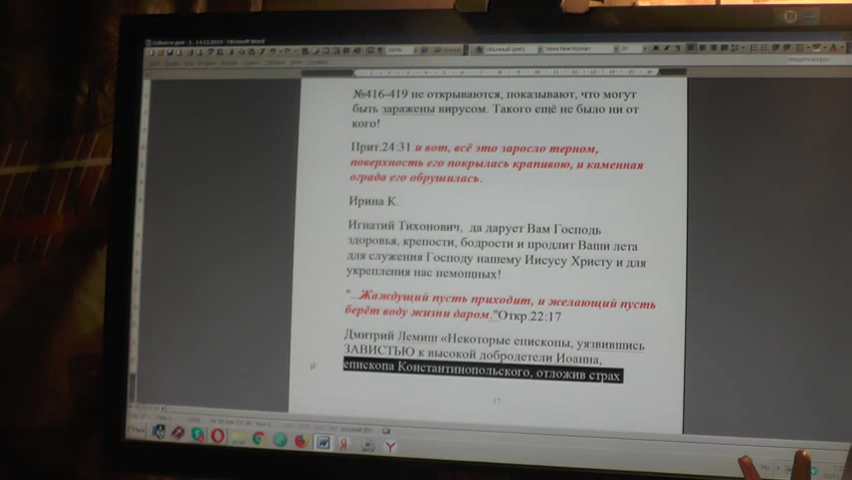 №416-419 не открываются, показывают, что могут
быть заражены вирусом. Такого ещё не было ни от
кого!
Прит.24:31 и вот, всё это заросло терном,
поверхность его покрылась крапивою, и каменная
ограда его обрушилась.
Ирина К.
Игнатий Тихонович, да дарует Вам Господь
здоровья, крепости, бодрости и продлит Ваши лета
для служения Господу нашему Иисусу Христу и для
укрепления нас немощных!
"...Жаждущий пусть приходит, и желающий пусть
берёт воду жизни даром."Откр.22:17
Дмитрий Лемиш «Некоторые епископы, уязвившись
ЗАВИСТЬЮ к высокой добродетели Иоанна,
епископа Константинопольского, отложив страх
17